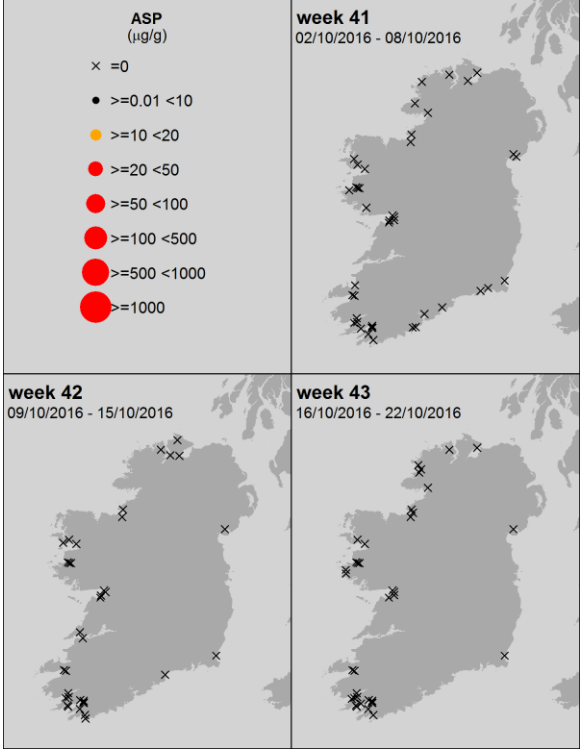 ASP
(µg/g)
=0
>=0.01 <10
>=10 <20
>=20 <50
>=50 <100
>=100 <500
>=500 <1000
>=1000
week 41
02/10/2016 - 08/10/2016
week 42
09/10/2016 - 15/10/2016
week 43
16/10/2016 - 22/10/2016